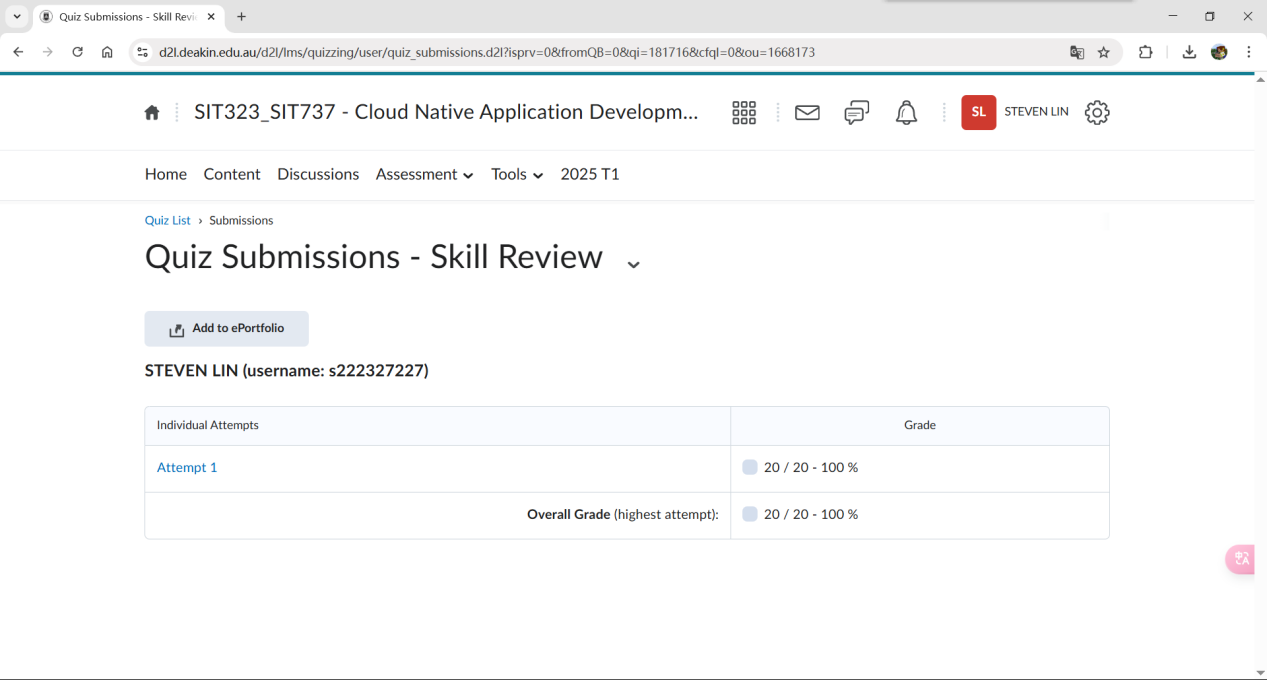 Quiz Submissions - Skill Revi
d2l.deakin.edu.au/d2l/lms/quizzing/user/quiz_submissions.d2l?isprv=0&fromQB=0&qi=181716&cfql=0&ou=1668173
SIT323_SIT737 - Cloud Native Application Developm...
SL
STEVEN LIN
Home Content Discussions Assessment Tools 2025 T1
Quiz List › Submissions
Quiz Submissions - Skill Review
Add to ePortfolio
STEVEN LIN (username: s222327227)
Individual Attempts Grade
Attempt 1 20 / 20 - 100 %
Overall Grade (highest attempt): 20 / 20 - 100 %